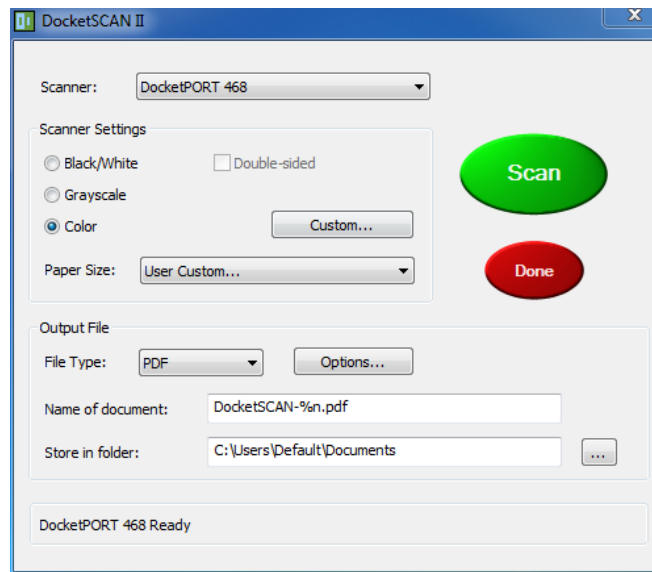 DocketSCAN II
x
Scanner: DocketPORT 468
Scanner Settings
Black/White Double-sided
Scan
Grayscale
Color Custom...
Paper Size: User Custom...
Done
Output File
File Type: PDF Options...
Name of document: DocketSCAN-%n.pdf
Store in folder: C:\Users\Default\Documents ...
DocketPORT 468 Ready